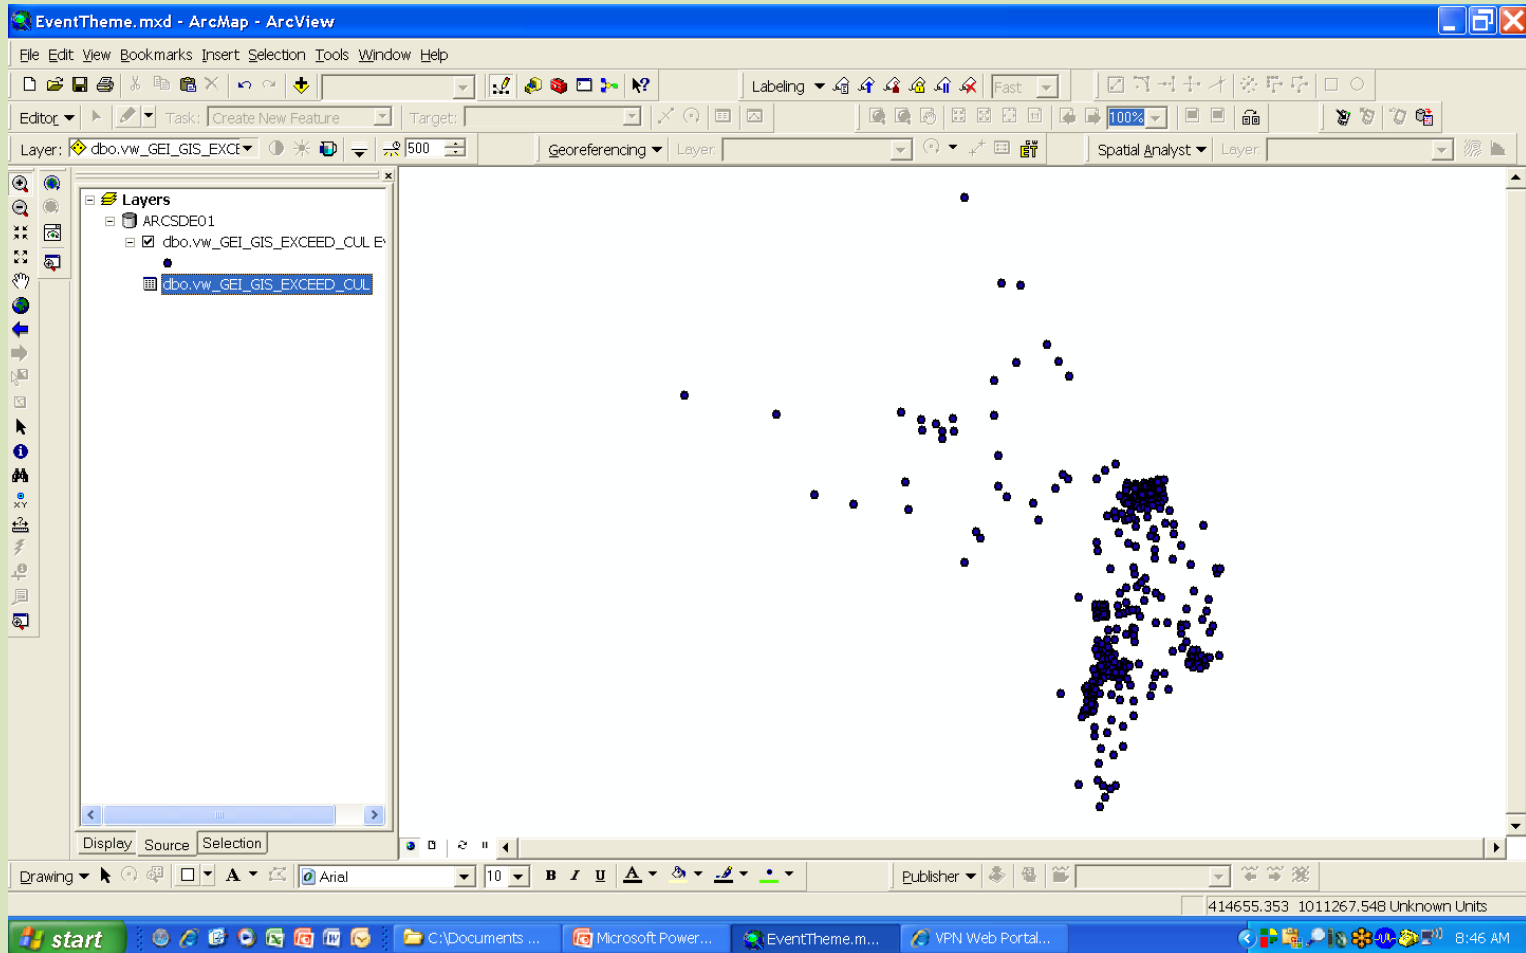 EventTheme.mxd - ArcMap - ArcView
File Edit View Bookmarks Insert Selection Tools Window Help
Labeling Fast
Editor Task: Create New Feature Target: 100%
Layer: dbo.vw_GEI_GIS_EXCE 500 Georeferencing Layer: Spatial Analyst Layer:
Layers
ARCSDE01
dbo.vw_GEI_GIS_EXCEED_CUL Ev
dbo.vw_GEI_GIS_EXCEED_CUL
XY
Display Source Selection
Drawing A Arial 10 B I U A Publisher
414655.353 1011267.548 Unknown Units
start C:\Documents ... Microsoft Power... EventTheme.m... VPN Web Portal... 8:46 AM